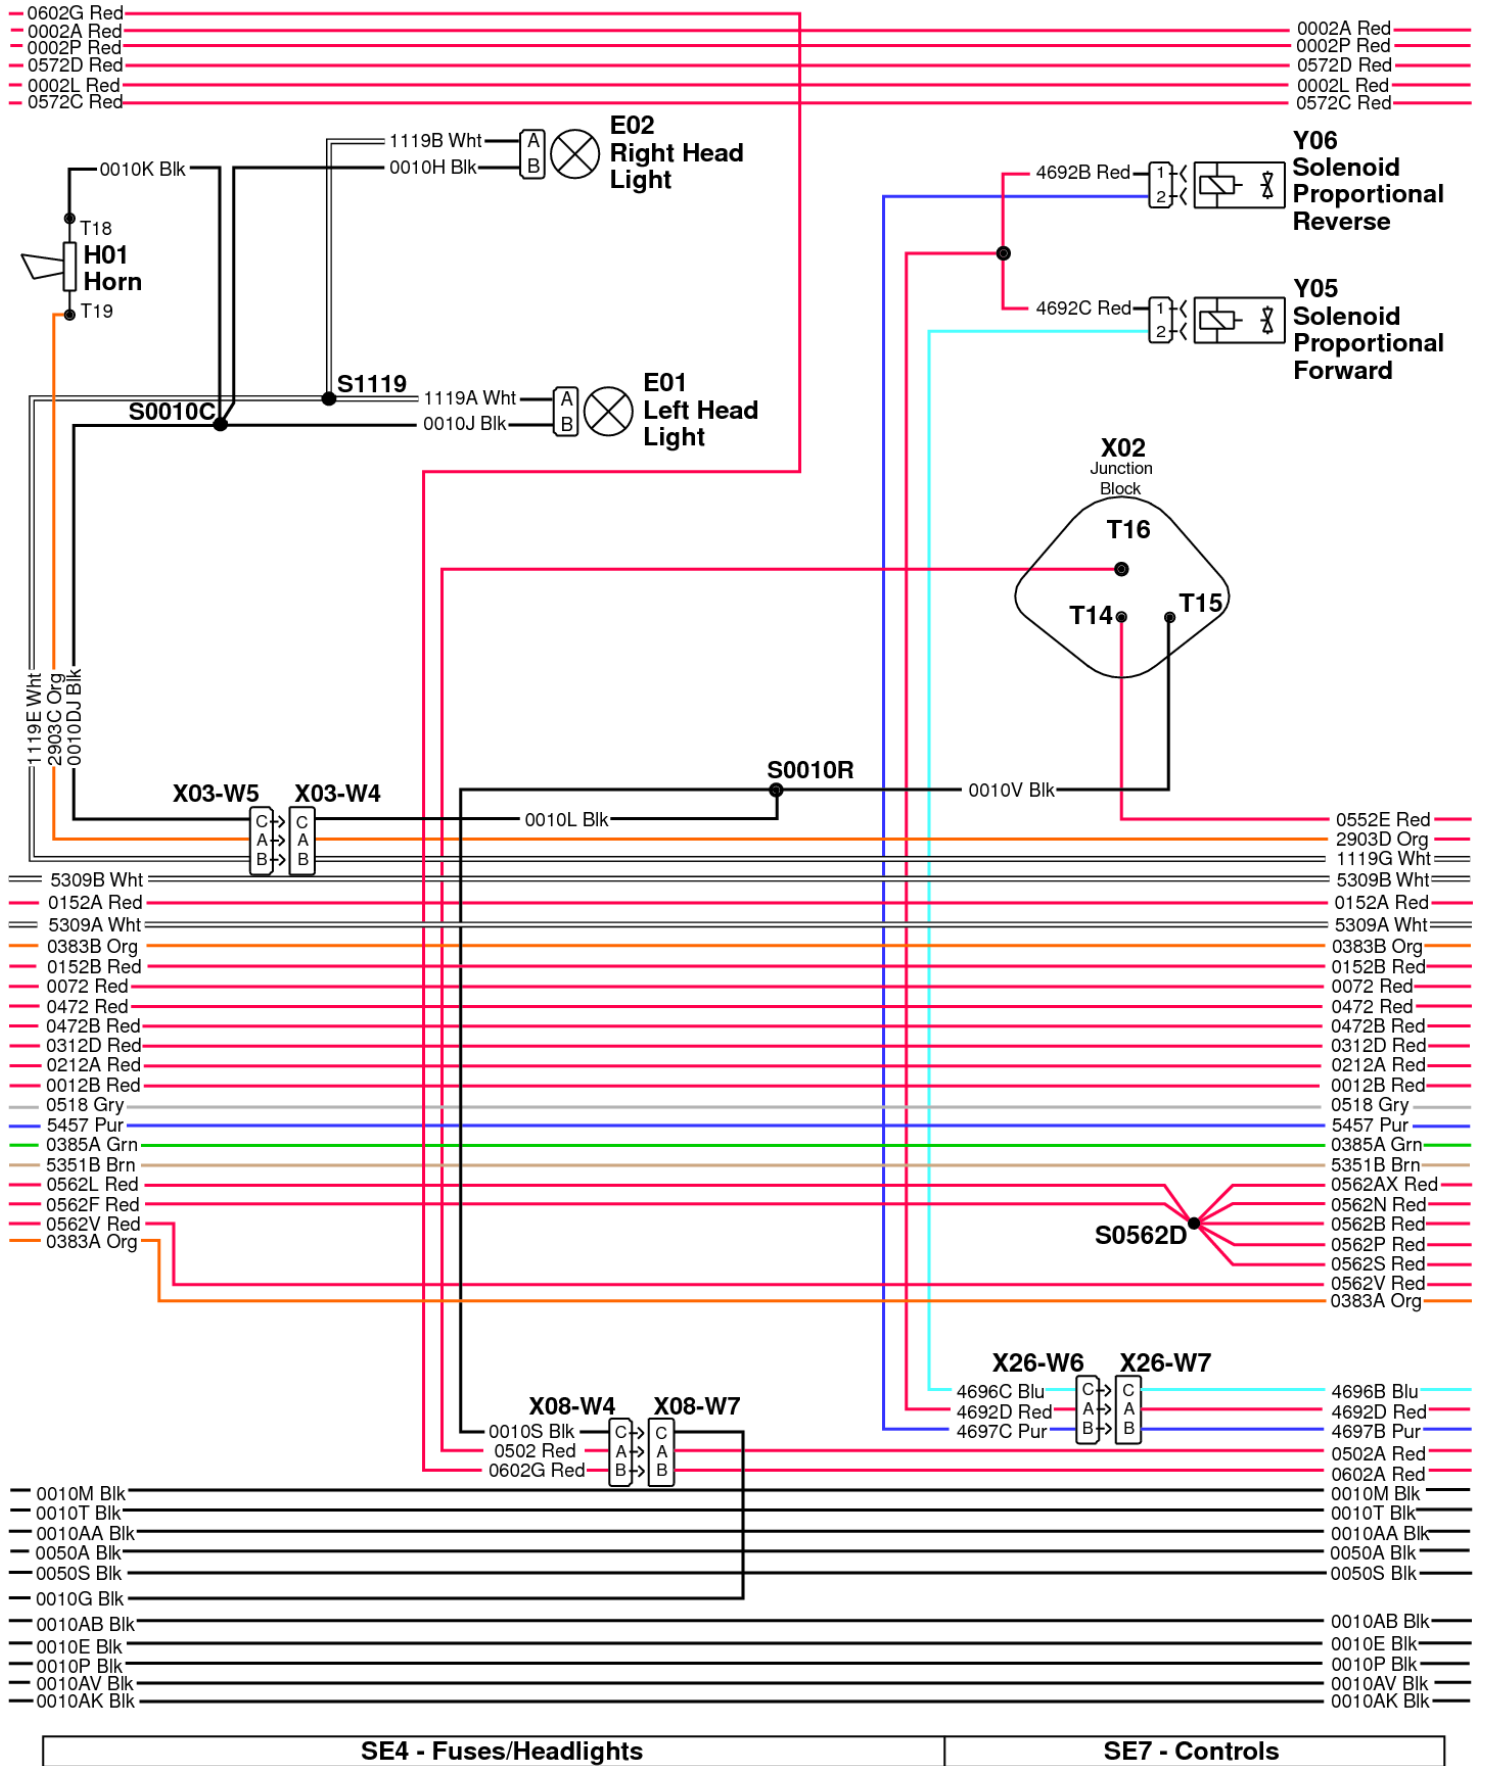 0602G Red
0002A Red 0002A Red
0002P Red 0002P Red
0572D Red 0572D Red
0002L Red 0002L Red
0572C Red 0572C Red
E02
Right Head
Light
1119B Wht A
0010H Blk B
0010K Blk
T18
H01
Horn
T19
Y06
Solenoid
Proportional
Reverse
4692B Red 1
2
Y05
Solenoid
Proportional
Forward
4692C Red 1
2
S1119
S0010C
E01
Left Head
Light
1119A Wht A
0010J Blk B
X02
Junction
Block
T16
T14
T15
1119E Wht
2903C Org
0010DJ Blk
S0010R
0010V Blk
X03-W5 X03-W4
C C 0010L Blk 0552E Red
A A 2903D Org
B B 1119G Wht
5309B Wht 5309B Wht
0152A Red 0152A Red
5309A Wht 5309A Wht
0383B Org 0383B Org
0152B Red 0152B Red
0072 Red 0072 Red
0472 Red 0472 Red
0472B Red 0472B Red
0312D Red 0312D Red
0212A Red 0212A Red
0012B Red 0012B Red
0518 Gry 0518 Gry
5457 Pur 5457 Pur
0385A Grn 0385A Grn
5351B Brn 5351B Brn
0562L Red 0562AX Red
0562F Red 0562N Red
0562V Red 0562B Red
S0562D
0383A Org 0562P Red
0562S Red
0562V Red
0383A Org
X26-W6 X26-W7
4696C Blu C C 4696B Blu
4692D Red A A 4692D Red
4697C Pur B B 4697B Pur
X08-W4 X08-W7
0010S Blk C C
0502 Red A A 0502A Red
0602G Red B B 0602A Red
0010M Blk 0010M Blk
0010T Blk 0010T Blk
0010AA Blk 0010AA Blk
0050A Blk 0050A Blk
0050S Blk 0050S Blk
0010G Blk
0010AB Blk 0010AB Blk
0010E Blk 0010E Blk
0010P Blk 0010P Blk
0010AV Blk 0010AV Blk
0010AK Blk 0010AK Blk
SE4 - Fuses/Headlights SE7 - Controls